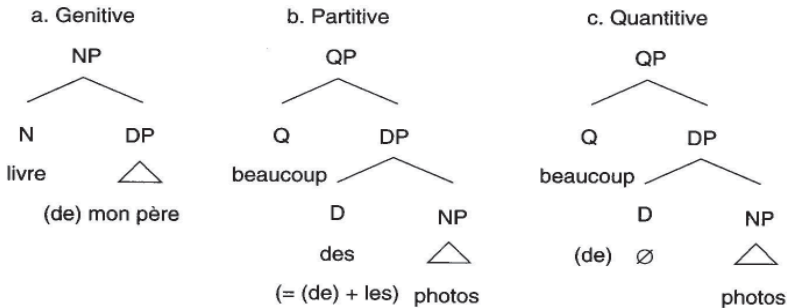 a. Genitive b. Partitive c. Quantitive
NP QP QP
N DP Q DP Q DP
livre beaucoup beaucoup
(de) mon père D NP D NP
des (de) ∅
(= (de) + les) photos photos